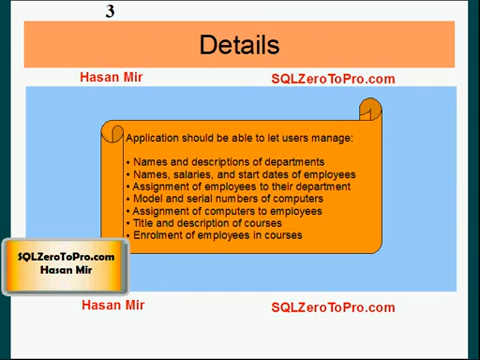 3
Details
Hasan Mir
SQLZeroToPro.com
Application should be able to let users manage:
• Names and descriptions of departments
• Names, salaries, and start dates of employees
• Assignment of employees to their department
• Model and serial numbers of computers
• Assignment of computers to employees
• Title and description of courses
• Enrolment of employees in courses
SQLZeroToPro.com
Hasan Mir
Hasan Mir
SQLZeroToPro.com